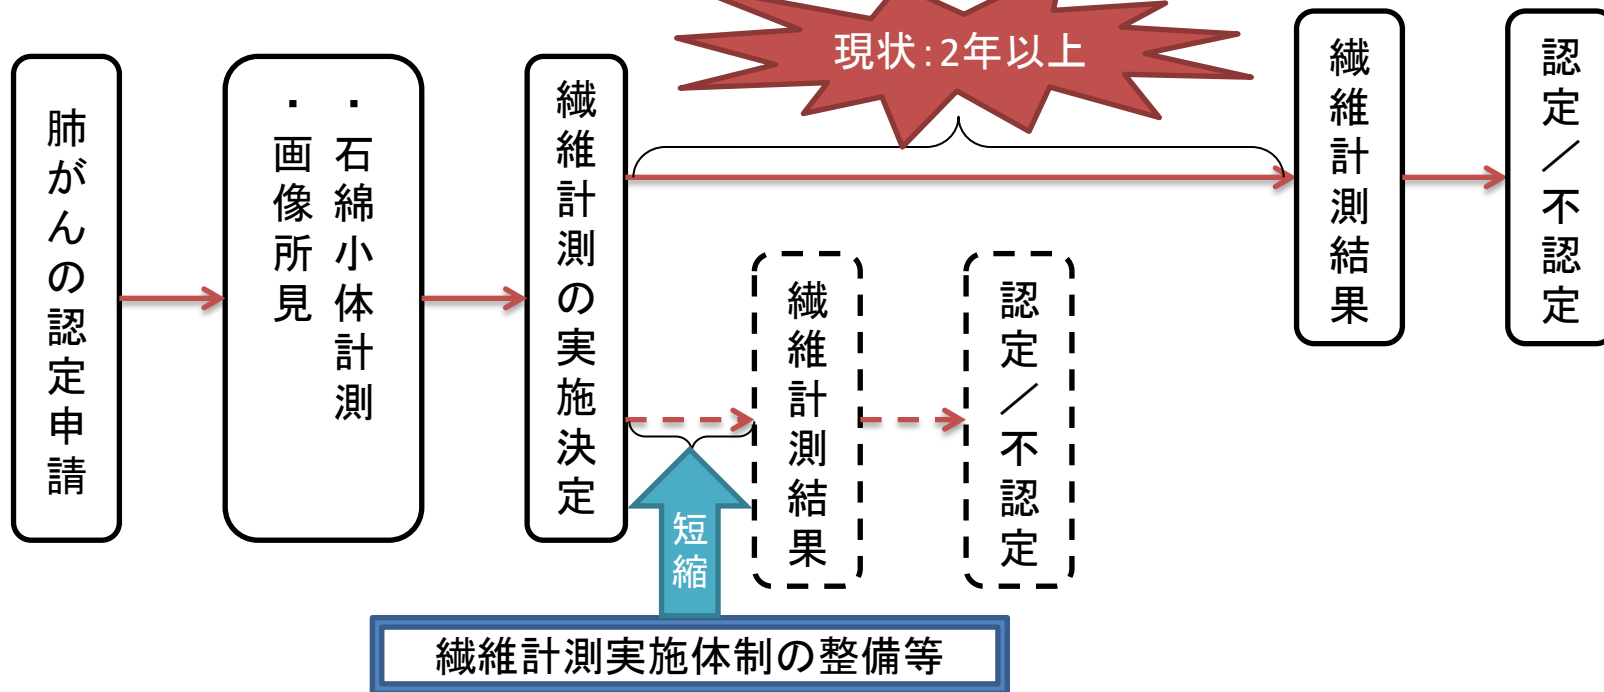 肺がんの認定申請
・石綿小体計測
・画像所見
繊維計測の実施決定
現状：2年以上
繊維計測結果
認定／不認定
繊維計測結果
認定／不認定
短縮
繊維計測実施体制の整備等